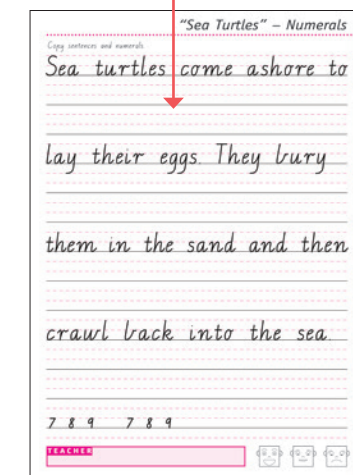 "Sea Turtles" – Numerals
Copy sentences and numerals
Sea turtles come ashore to
lay their eggs. They bury
them in the sand and then
crawl back into the sea.
7 8 9 7 8 9
TEACHER